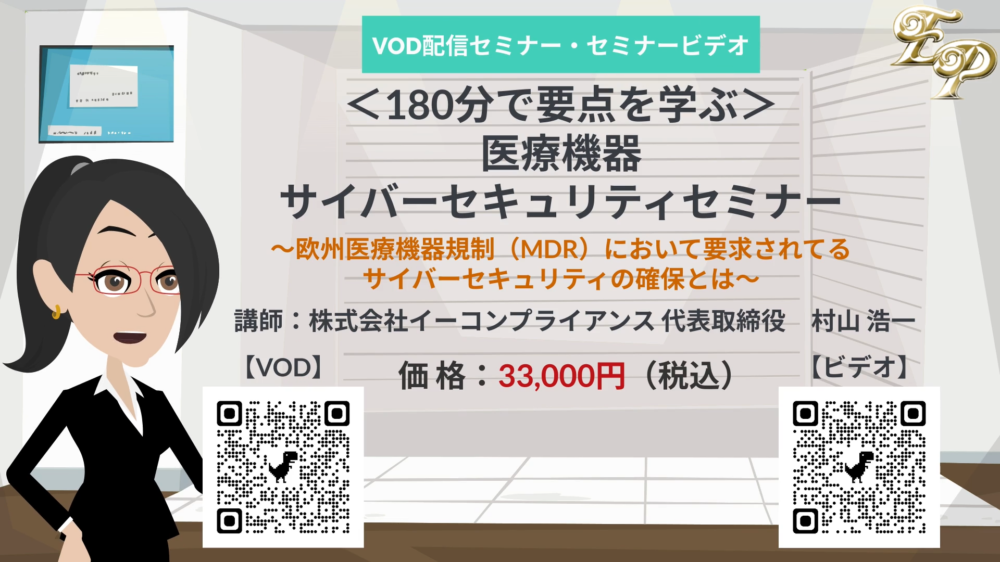 VOD配信セミナー・セミナービデオ
EP
＜180分で要点を学ぶ＞
医療機器
サイバーセキュリティセミナー
～欧州医療機器規制（MDR）において要求されてる
サイバーセキュリティの確保とは～
講師：株式会社イーコンプライアンス 代表取締役　村山 浩一
【VOD】
価 格：33,000円（税込）
【ビデオ】